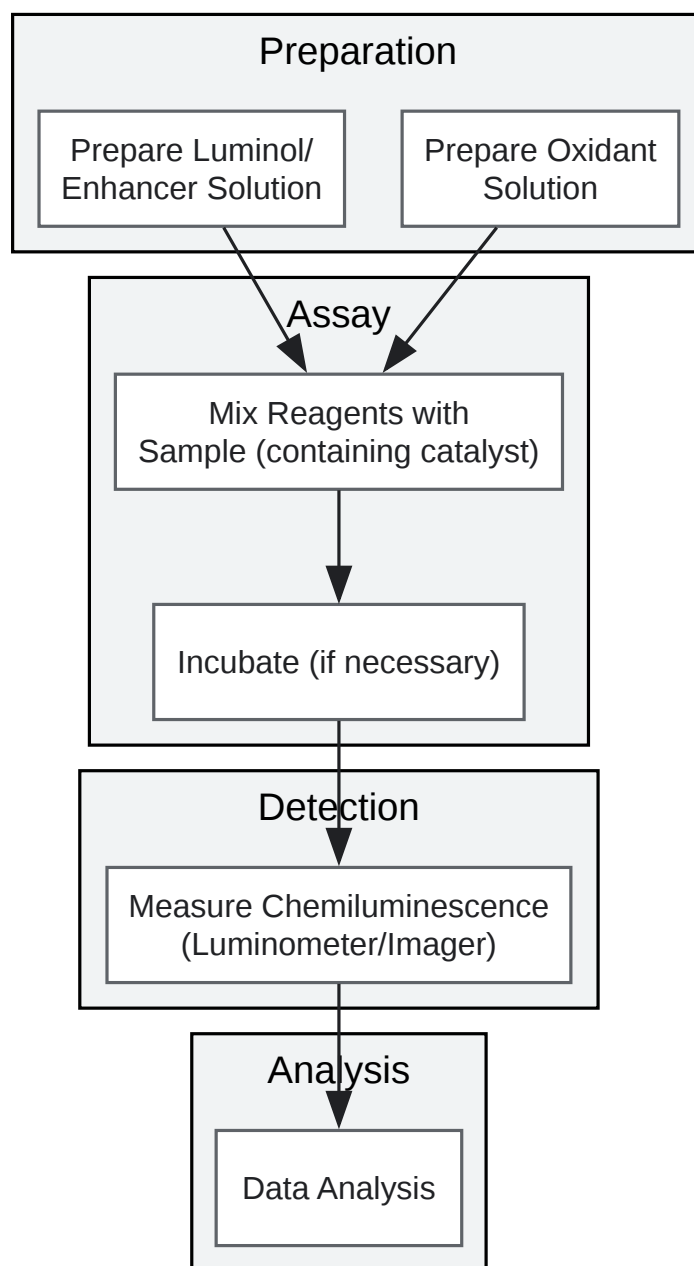 Preparation
Prepare Luminol/
Enhancer Solution
Prepare Oxidant
Solution
Assay
Mix Reagents with
Sample (containing catalyst)
Incubate (if necessary)
Detection
Measure Chemiluminescence
(Luminometer/Imager)
Analysis
Data Analysis